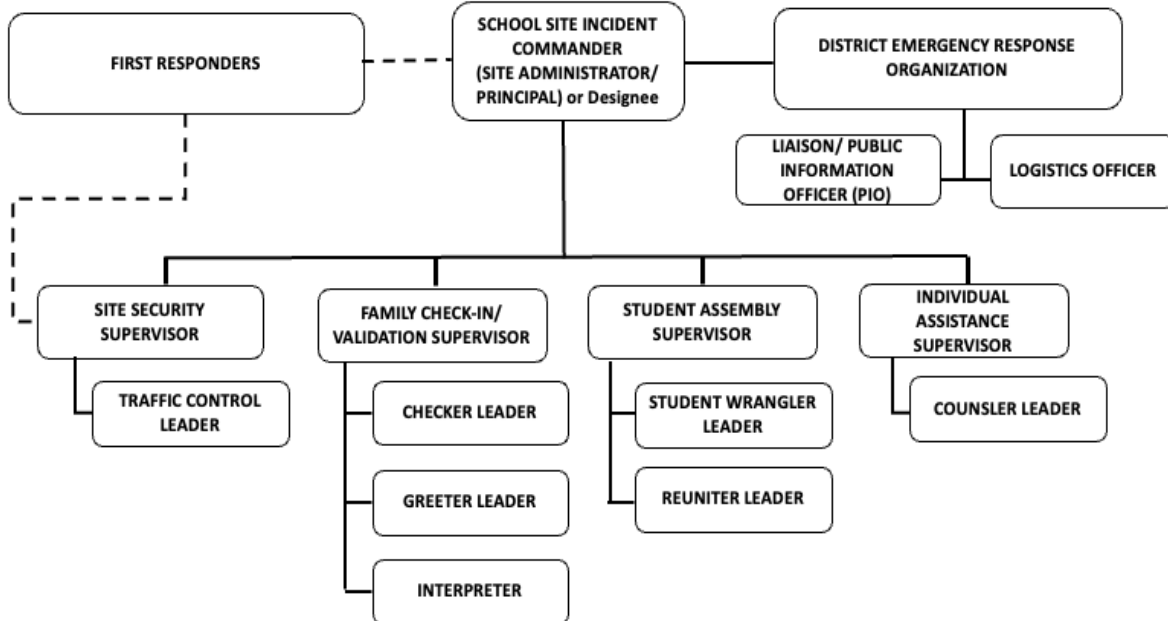 FIRST RESPONDERS
SCHOOL SITE INCIDENT
COMMANDER
(SITE ADMINISTRATOR/
PRINCIPAL) or Designee
DISTRICT EMERGENCY RESPONSE
ORGANIZATION
LIAISON/ PUBLIC
INFORMATION
OFFICER (PIO)
LOGISTICS OFFICER
SITE SECURITY
SUPERVISOR
FAMILY CHECK-IN/
VALIDATION SUPERVISOR
STUDENT ASSEMBLY
SUPERVISOR
INDIVIDUAL
ASSISTANCE
SUPERVISOR
TRAFFIC CONTROL
LEADER
CHECKER LEADER
STUDENT WRANGLER
LEADER
COUNSLER LEADER
GREETER LEADER
REUNITER LEADER
INTERPRETER